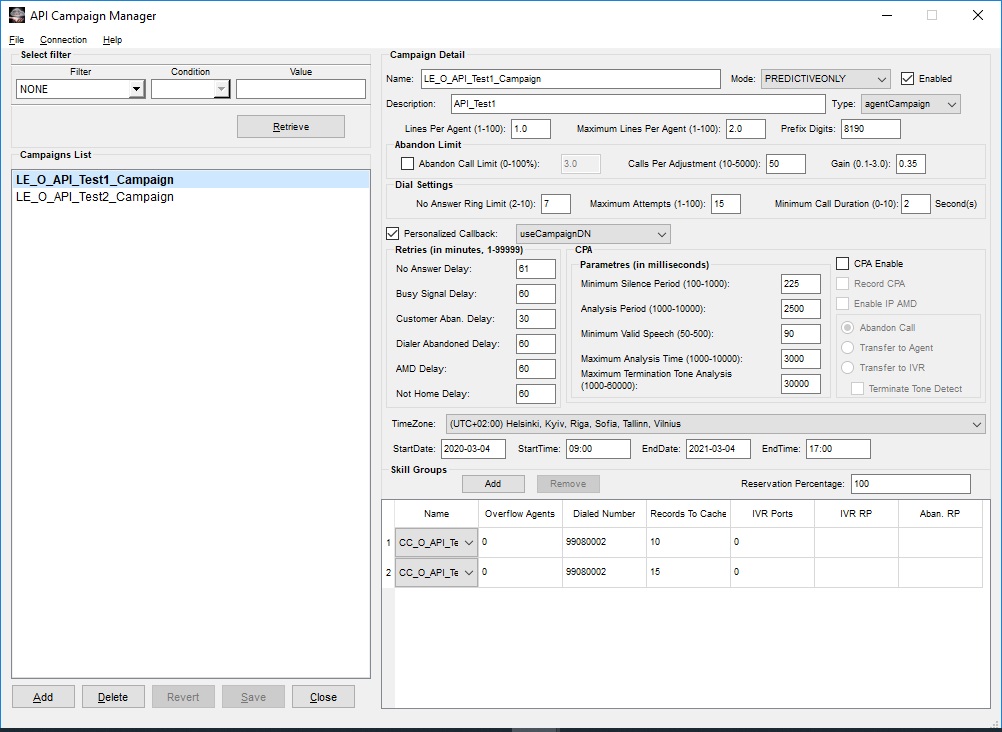 API Campaign Manager
File Connection Help
Select filter
Filter Condition Value
NONE
Retrieve
Campaigns List
LE_O_API_Test1_Campaign
LE_O_API_Test2_Campaign
Add Delete Revert Save Close
Campaign Detail
Name: LE_O_API_Test1_Campaign Mode: PREDICTIVEONLY Enabled
Description: API_Test1 Type: agentCampaign
Lines Per Agent (1-100): 1.0 Maximum Lines Per Agent (1-100): 2.0 Prefix Digits: 8190
Abandon Limit
Abandon Call Limit (0-100%): 3.0 Calls Per Adjustment (10-5000): 50 Gain (0.1-3.0): 0.35
Dial Settings
No Answer Ring Limit (2-10): 7 Maximum Attempts (1-100): 15 Minimum Call Duration (0-10): 2 Second(s)
Personalized Callback: useCampaignDN
Retries (in minutes, 1-99999)
No Answer Delay: 61
Busy Signal Delay: 60
Customer Aban. Delay: 30
Dialer Abandoned Delay: 60
AMD Delay: 60
Not Home Delay: 60
CPA
Parametres (in milliseconds)
Minimum Silence Period (100-1000): 225
Analysis Period (1000-10000): 2500
Minimum Valid Speech (50-500): 90
Maximum Analysis Time (1000-10000): 3000
Maximum Termination Tone Analysis
(1000-60000): 30000
CPA Enable
Record CPA
Enable IP AMD
Abandon Call
Transfer to Agent
Transfer to IVR
Terminate Tone Detect
TimeZone: (UTC+02:00) Helsinki, Kyiv, Riga, Sofia, Tallinn, Vilnius
StartDate: 2020-03-04 StartTime: 09:00 EndDate: 2021-03-04 EndTime: 17:00
Skill Groups
Add Remove Reservation Percentage: 100
Name Overflow Agents Dialed Number Records To Cache IVR Ports IVR RP Aban. RP
1 CC_O_API_Te 0 99080002 10 0
2 CC_O_API_Te 0 99080002 15 0